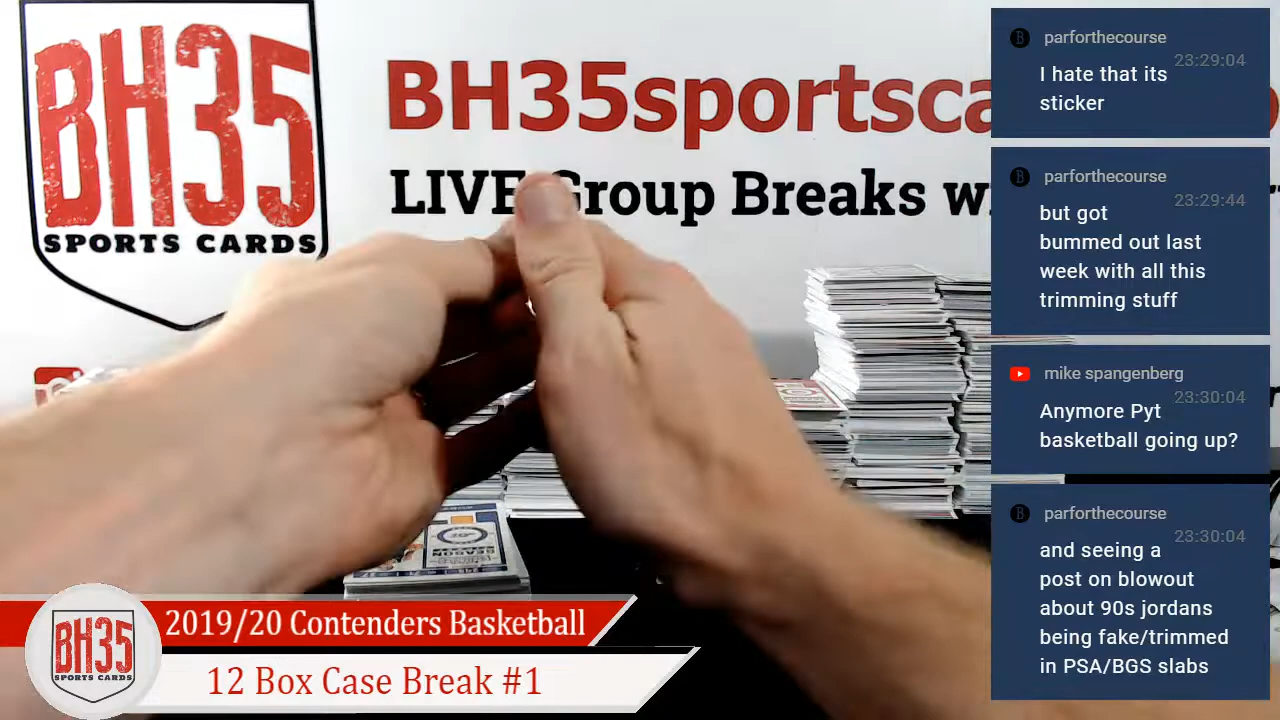 BH35
SPORTS CARDS
BH35sportsca
LIVE Group Breaks w
parforthecourse
23:29:04
I hate that its
sticker
parforthecourse
23:29:44
but got
bummed out last
week with all this
trimming stuff
mike spangenberg
23:30:04
Anymore Pyt
basketball going up?
parforthecourse
23:30:04
and seeing a
post on blowout
about 90s jordans
being fake/trimmed
in PSA/BGS slabs
SEASON
BH35
SPORTS CARDS
2019/20 Contenders Basketball
12 Box Case Break #1